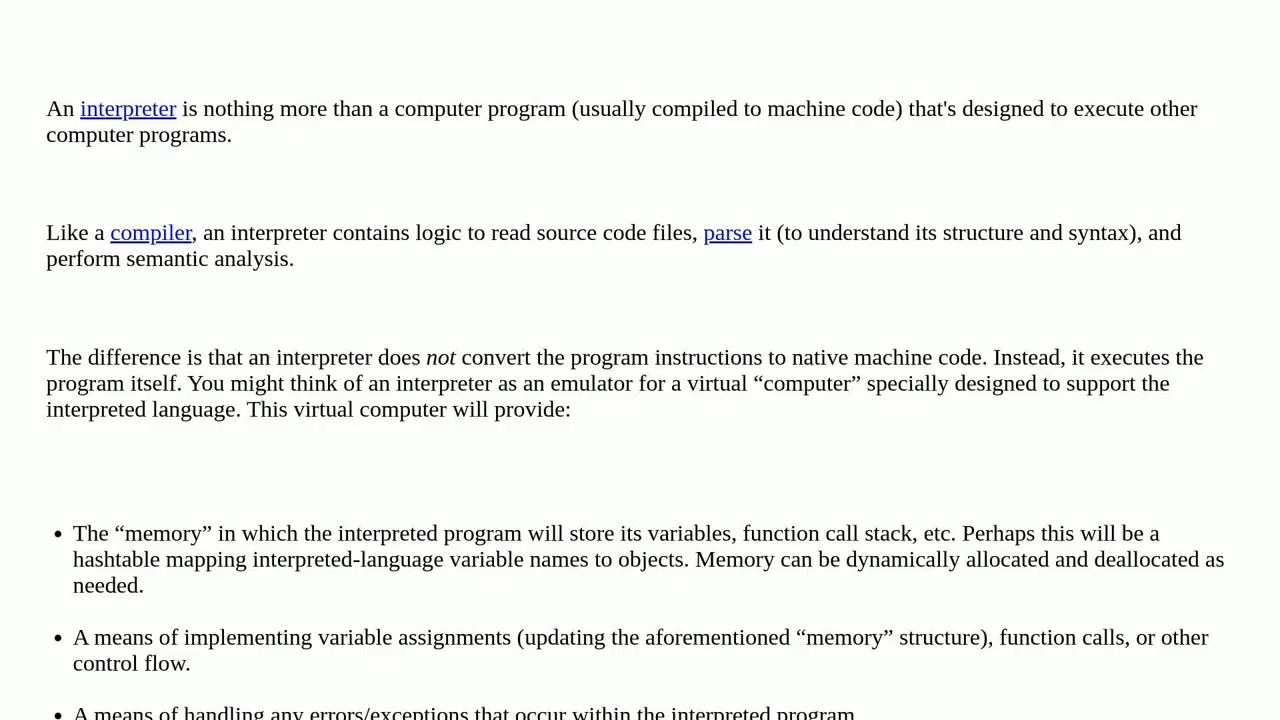 An interpreter is nothing more than a computer program (usually compiled to machine code) that's designed to execute other
computer programs.
Like a compiler, an interpreter contains logic to read source code files, parse it (to understand its structure and syntax), and
perform semantic analysis.
The difference is that an interpreter does not convert the program instructions to native machine code. Instead, it executes the
program itself. You might think of an interpreter as an emulator for a virtual “computer” specially designed to support the
interpreted language. This virtual computer will provide:
• The “memory” in which the interpreted program will store its variables, function call stack, etc. Perhaps this will be a
hashtable mapping interpreted-language variable names to objects. Memory can be dynamically allocated and deallocated as
needed.
• A means of implementing variable assignments (updating the aforementioned “memory” structure), function calls, or other
control flow.
• A means of handling any errors/exceptions that occur within the interpreted program.